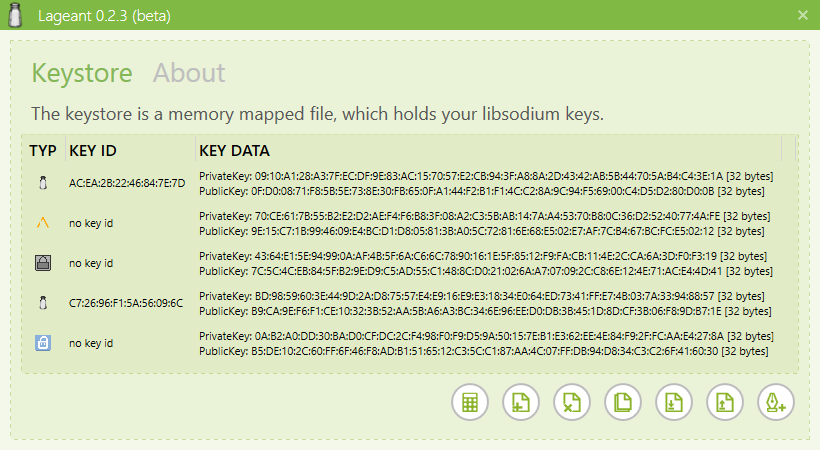 Lageant 0.2.3 (beta)
Keystore About
The keystore is a memory mapped file, which holds your libsodium keys.
TYP KEY ID KEY DATA
PrivateKey: 09:10:A1:28:A3:7F:EC:DF:9E:83:AC:15:70:57:E2:CB:94:3F:A8:8A:2D:43:42:AB:5B:44:70:5A:B4:C4:3E:1A [32 bytes]
AC:EA:2B:22:46:84:7E:7D
PublicKey: 0F:D0:08:71:F8:5B:5E:73:8E:30:FB:65:0F:A1:44:F2:B1:F1:4C:C2:8A:9C:94:F5:69:00:C4:D5:D2:80:D0:0B [32 bytes]
PrivateKey: 70:CE:61:7B:55:B2:E2:D2:AE:F4:F6:B8:3F:08:A2:C3:5B:AB:14:7A:A4:53:70:B8:0C:36:D2:52:40:77:4A:FE [32 bytes]
no key id
PublicKey: 9E:15:C7:1B:99:46:09:E4:BC:D1:D8:05:81:3B:A0:5C:72:81:6E:68:E5:02:E7:AF:7C:B4:67:BC:FC:E5:02:12 [32 bytes]
PrivateKey: 43:64:E1:5E:94:99:0A:AF:4B:5F:6A:C6:6C:78:90:16:1E:5F:85:12:F9:FA:CB:11:4E:2C:CA:6A:3D:F0:F3:19 [32 bytes]
no key id
PublicKey: 7C:5C:4C:EB:84:5F:B2:9E:D9:C5:AD:55:C1:48:8C:D0:21:02:6A:A7:07:09:2C:C8:6E:12:4E:71:AC:E4:4D:41 [32 bytes]
PrivateKey: BD:98:59:60:3E:44:9D:2A:D8:75:57:E4:E9:16:E9:E3:18:34:E0:64:ED:73:41:FF:E7:4B:03:7A:33:94:88:57 [32 bytes]
C7:26:96:F1:5A:56:09:6C
PublicKey: B9:CA:9E:F6:F1:CE:10:32:3B:52:AA:5B:A6:A3:BC:34:6E:96:EE:D0:DB:3B:45:1D:8D:CF:3B:06:F8:9D:B7:1E [32 bytes]
PrivateKey: 0A:B2:A0:DD:30:BA:D0:CF:DC:2C:F4:98:F0:F9:D5:9A:50:15:7E:B1:E3:62:EE:4E:84:F9:2F:FC:AA:E4:27:8A [32 bytes]
no key id
PublicKey: B5:DE:10:2C:60:FF:6F:46:F8:AD:B1:51:65:12:C3:5C:C1:87:AA:4C:07:FF:DB:94:D8:34:C3:C2:6F:41:60:30 [32 bytes]